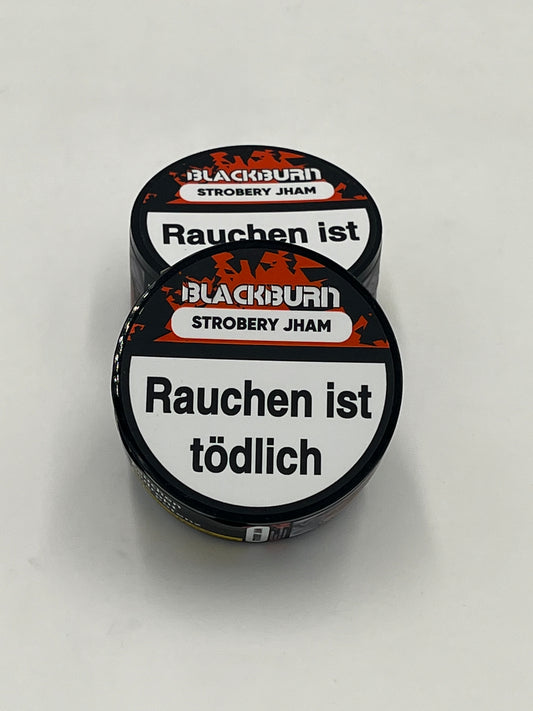 BLACKBURN
STROBERY JHAM
Rauchen ist
BLACKBURN
STROBERY JHAM
Rauchen ist
tödlich